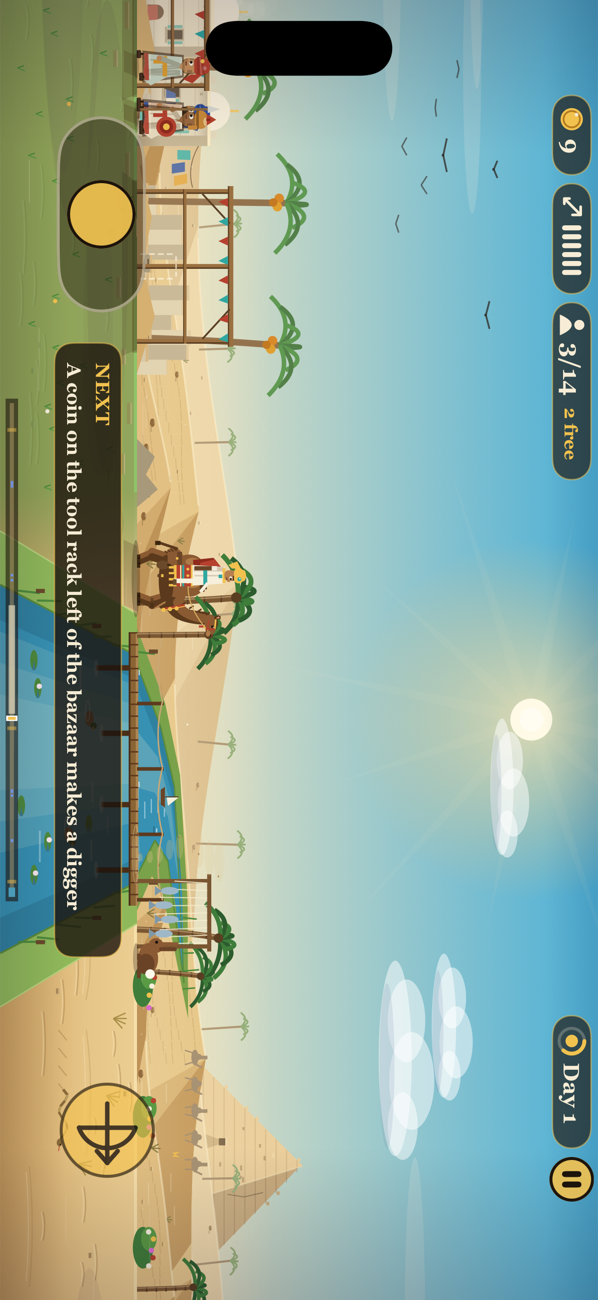 9
3/14 2 free
Day 1
NEXT
A coin on the tool rack left of the bazaar makes a digger